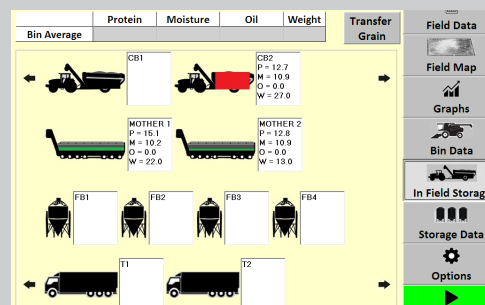 Protein Moisture Oil Weight
Bin Average
Transfer
Grain
CB1
CB2
P = 12.7
M = 10.9
O = 0.0
W = 27.0
MOTHER 1
P = 15.1
M = 10.2
O = 0.0
W = 22.0
MOTHER 2
P = 12.8
M = 10.9
O = 0.0
W = 13.0
FB1
FB2
FB3
FB4
T1
T2
Field Data
Field Map
Graphs
Bin Data
In Field Storag
Storage Data
Options